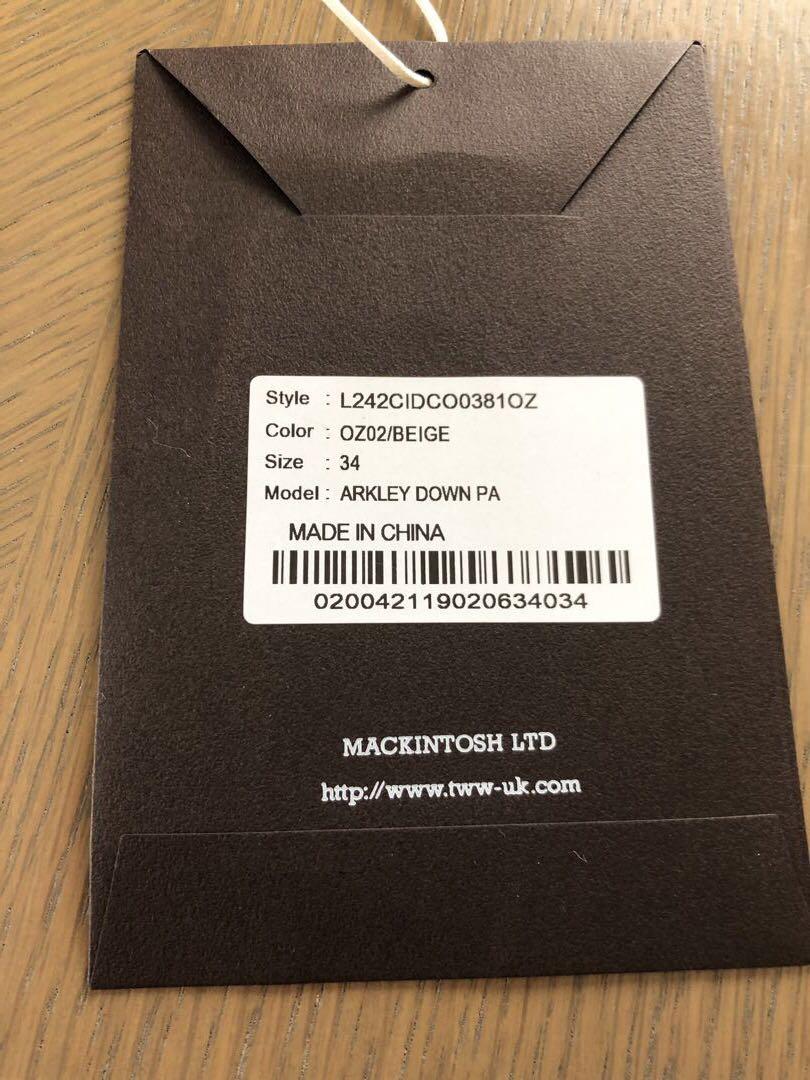 Style : L242CIDCO0381OZ
Color : OZ02/BEIGE
Size : 34
Model : ARKLEY DOWN PA
MADE IN CHINA
020042119020634034
MACKINTOSH LTD
http://www.tww-uk.com